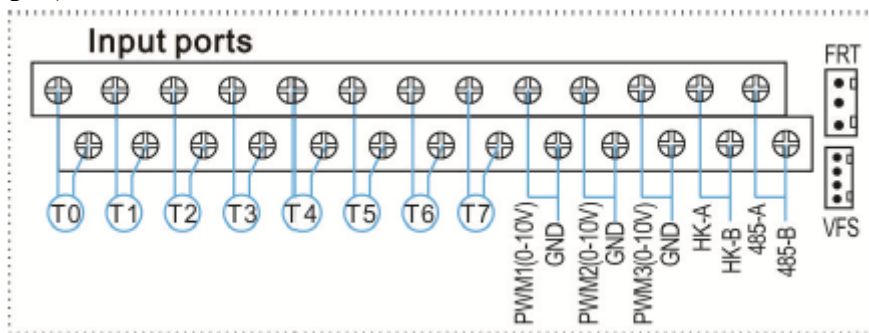 Input ports
FRT
T0
T1
T2
T3
T4
T5
T6
T7
PWM1(0-10V)
GND
PWM2(0-10V)
GND
PWM3(0-10V)
GND
HK-A
HK-B
485-A
485-B
VFS